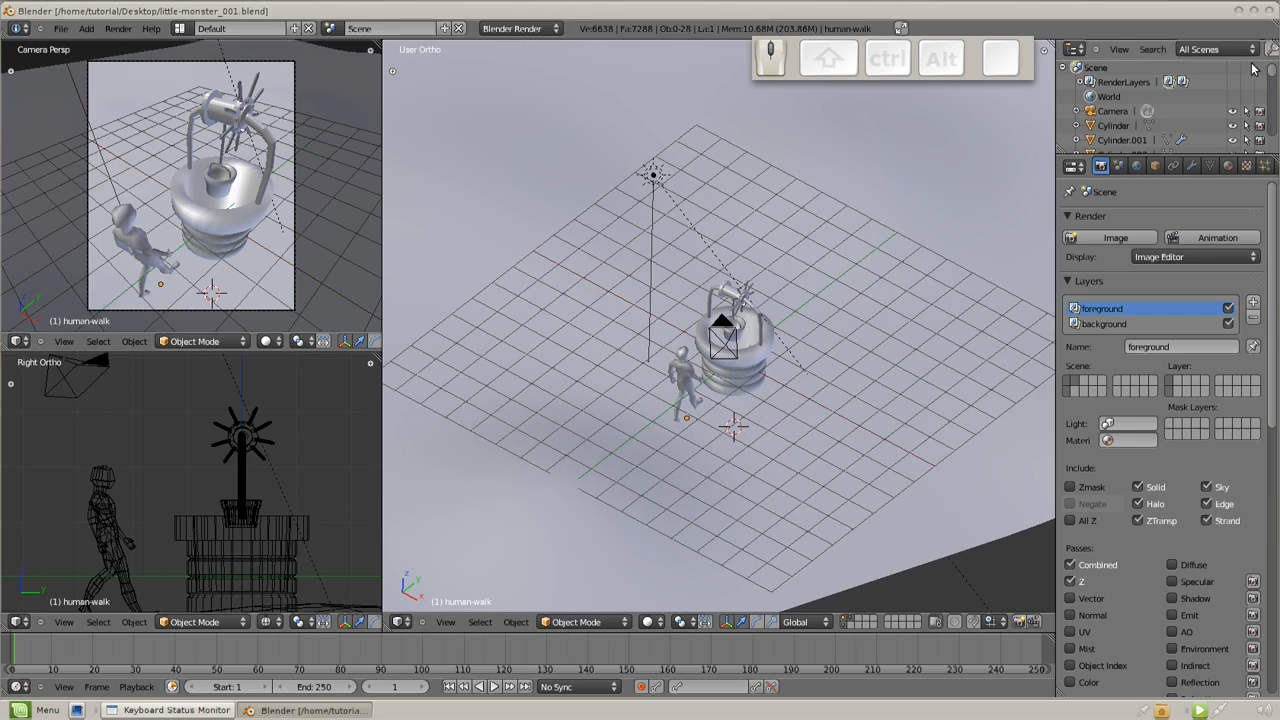 Blender [/home/tutorial/Desktop/little-monster_001.blend]
File Add Render Help Default Scene Blender Render Ve:6638 | Fa:7288 | Ob:0-28 | La:1 | Mem:10.68M (203.86M) | human-walk
View Search All Scenes
Camera Persp
User Ortho
ctrl Alt
Scene
RenderLayers
World
Camera
Cylinder
Cylinder.001
Scene
Render
Image Animation
Display: Image Editor
Layers
foreground
background
Name: foreground
Scene: Layer:
Mask Layers:
Light:
Materi
Include:
Zmask Solid Sky
Negate Halo Edge
All Z ZTransp Strand
Passes:
Combined Diffuse
Z Specular
Vector Shadow
Normal Emit
UV AO
Mist Environment
Object Index Indirect
Color Reflection
(1) human-walk
View Select Object Object Mode
Right Ortho
y
(1) human-walk
View Select Object Object Mode
z y x
(1) human-walk
View Select Object Object Mode Global
0 10 20 30 40 50 60 70 80 90 100 110 120 130 140 150 160 170 180 190 200 210 220 230 240 250
View Frame Playback Start: 1 End: 250 1 No Sync
Menu Keyboard Status Monitor Blender [/home/tutoria...